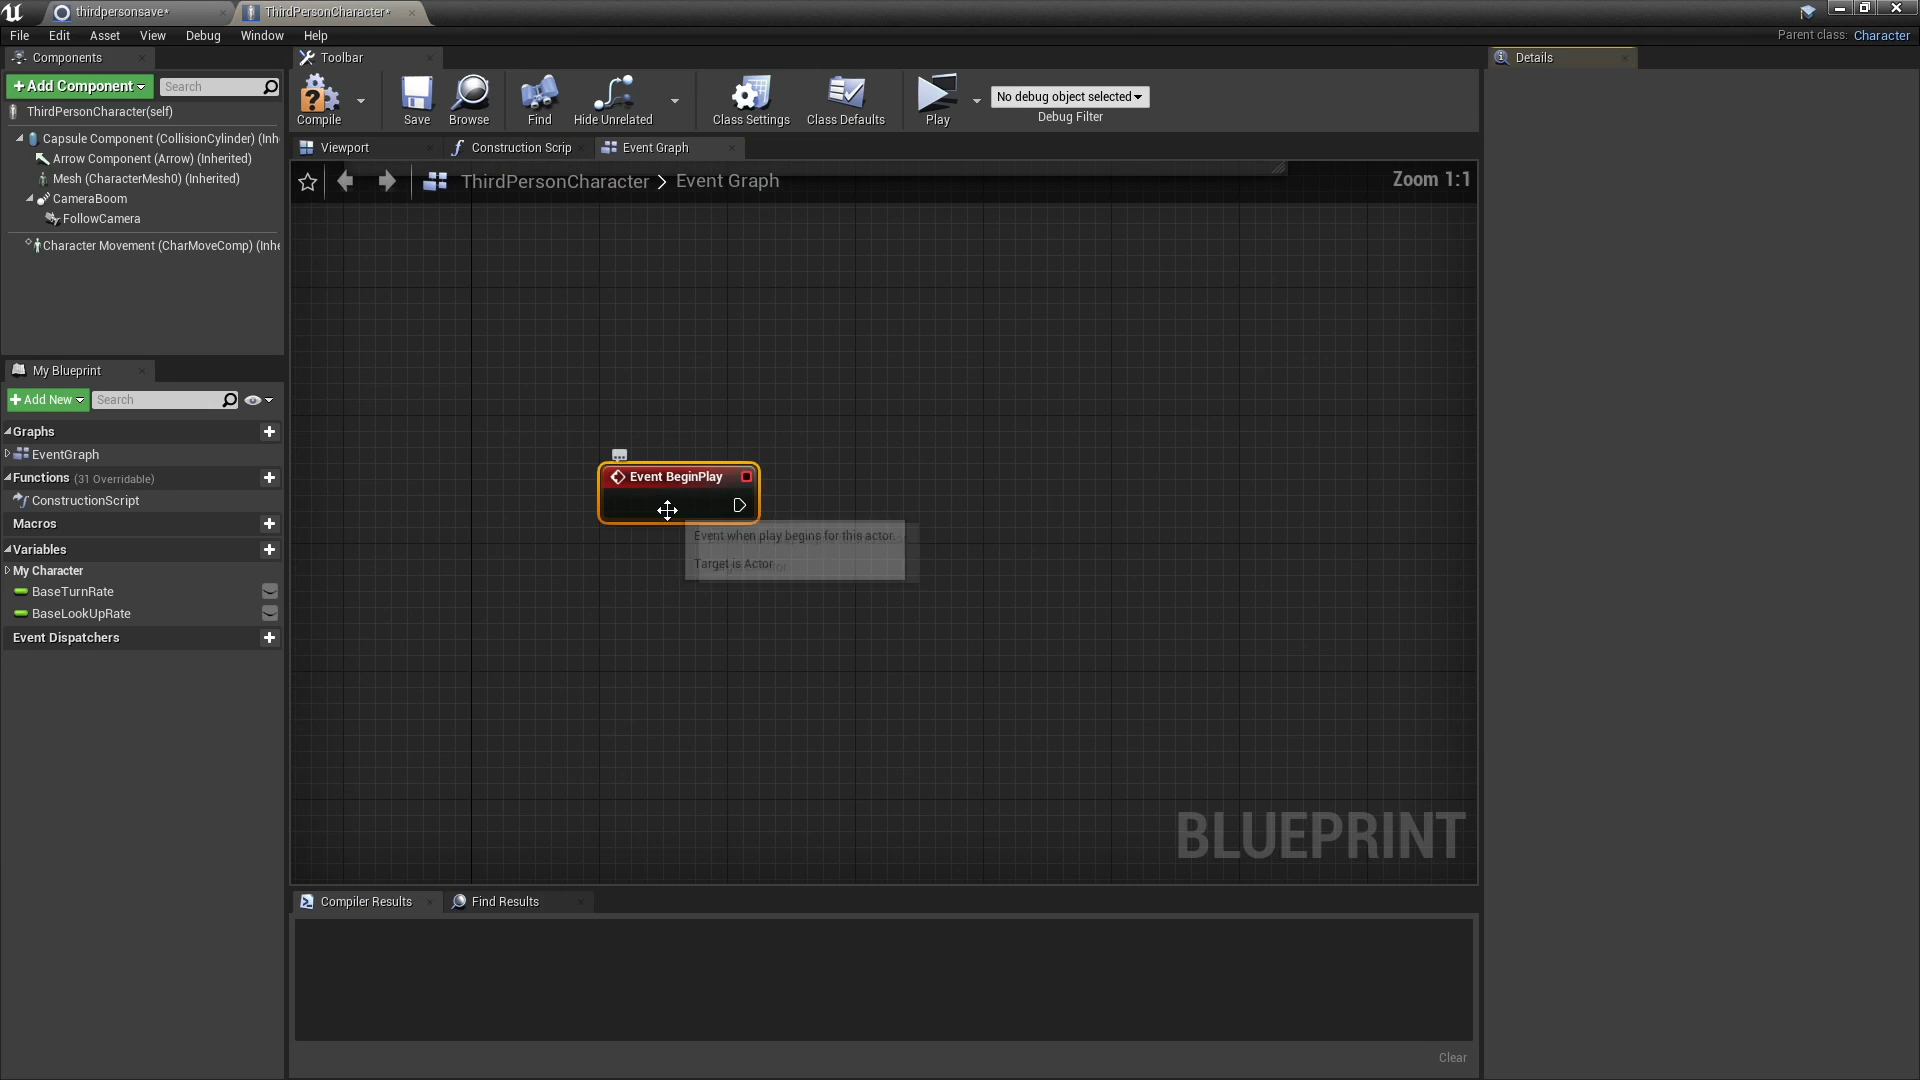 thirdpersonsave*
ThirdPersonCharacter*
File Edit Asset View Debug Window Help
Parent class: Character
Components
+ Add Component
Search
ThirdPersonCharacter(self)
Capsule Component (CollisionCylinder) (Inh
Arrow Component (Arrow) (Inherited)
Mesh (CharacterMesh0) (Inherited)
CameraBoom
FollowCamera
Character Movement (CharMoveComp) (Inhe
My Blueprint
+ Add New
Search
Graphs
EventGraph
Functions (31 Overridable)
ConstructionScript
Macros
Variables
My Character
BaseTurnRate
BaseLookUpRate
Event Dispatchers
Toolbar
Compile
Save
Browse
Find
Hide Unrelated
Class Settings
Class Defaults
Play
No debug object selected
Debug Filter
Viewport
Construction Scrip
Event Graph
ThirdPersonCharacter > Event Graph
Zoom 1:1
Event BeginPlay
Event when play begins for this actor.
Target is Actor
BLUEPRINT
Compiler Results
Find Results
Clear
Details